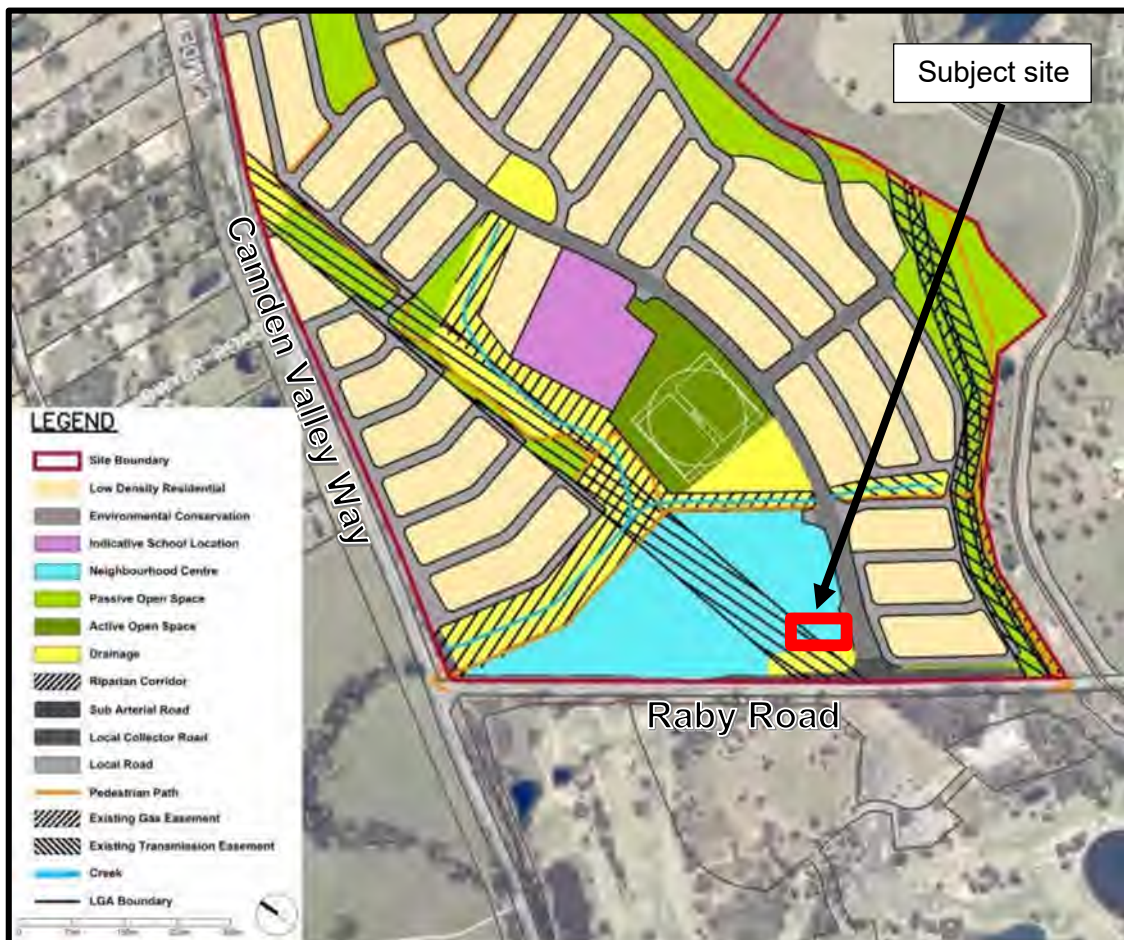 Subject site
Camden Valley Way
LEGEND
Site Boundary
Low Density Residential
Environmental Conservation
Indicative School Location
Neighbourhood Centre
Passive Open Space
Active Open Space
Drainage
Riparian Corridor
Sub Arterial Road
Local Collector Road
Local Road
Pedestrian Path
Existing Gas Easement
Existing Transmission Easement
Creek
LGA Boundary
Raby Road